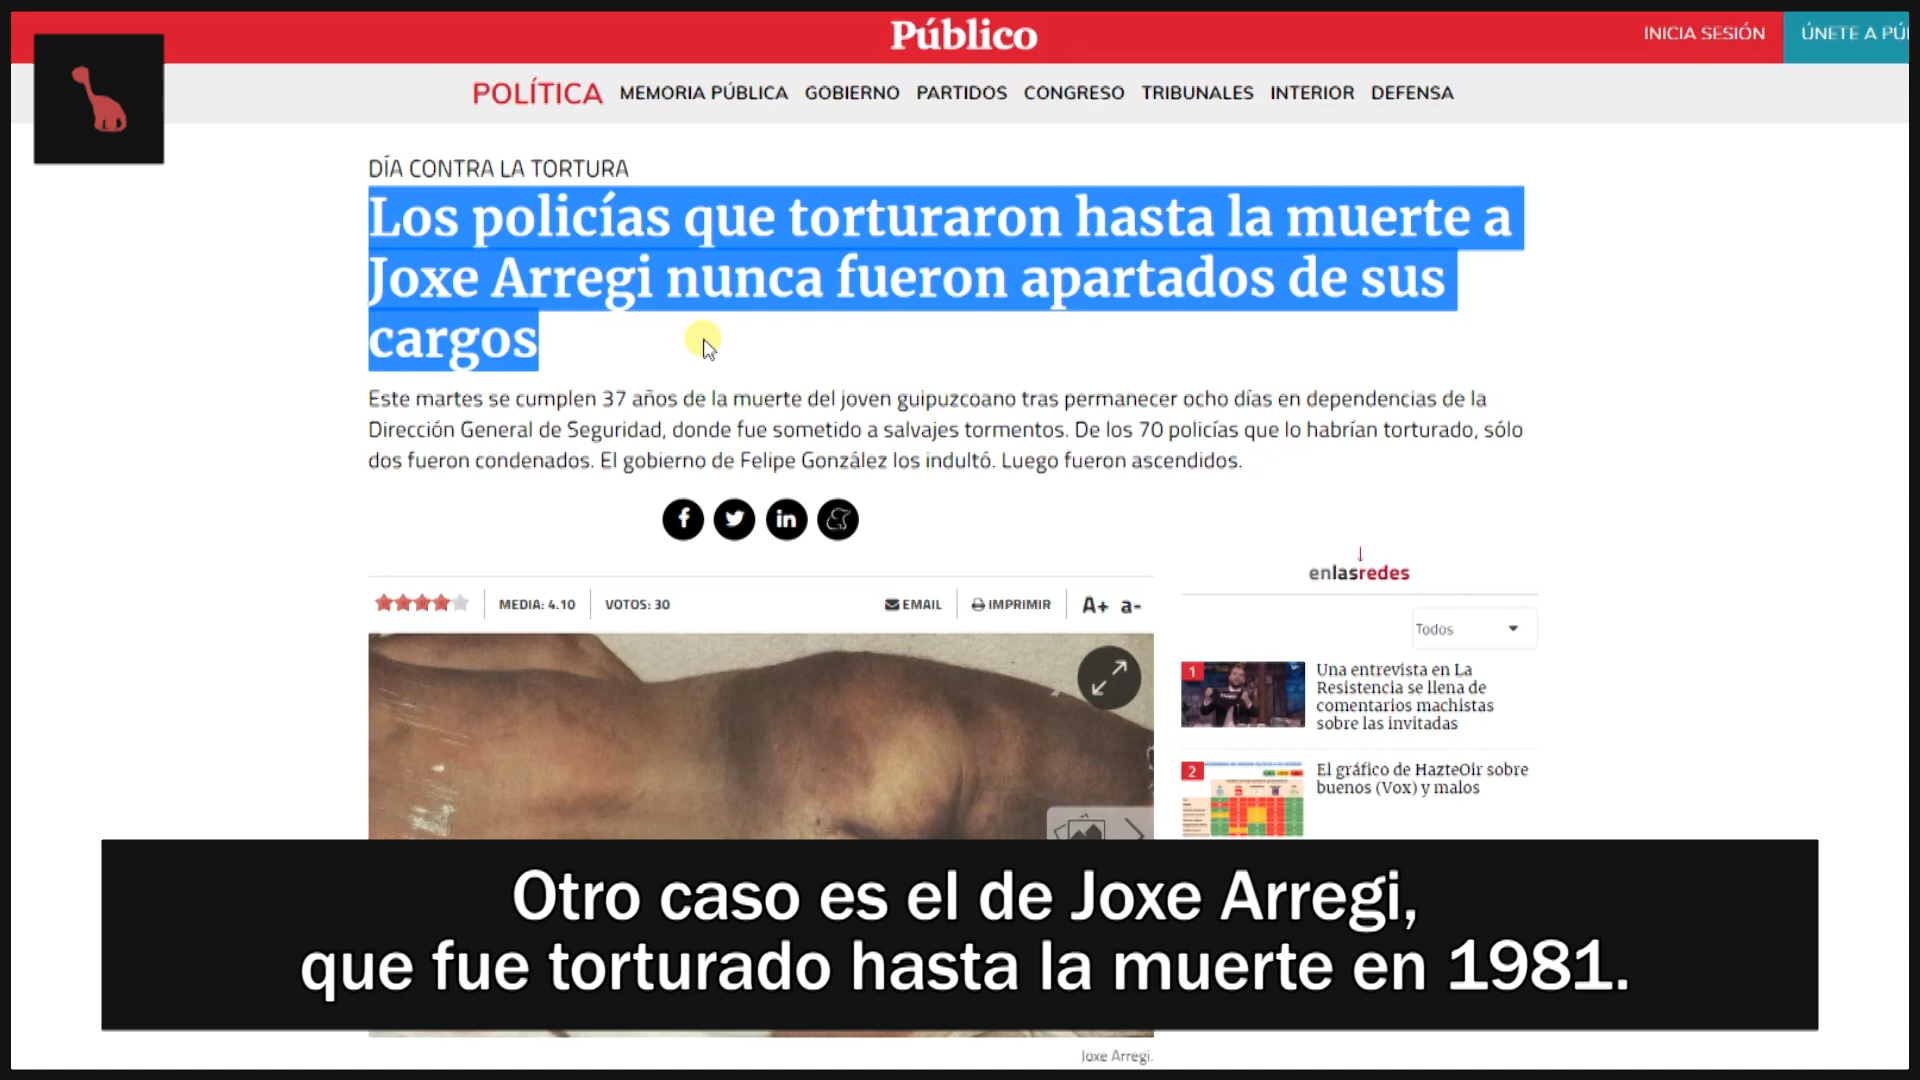 Público
INICIA SESIÓN
ÚNETE A PÚ
POLÍTICA MEMORIA PÚBLICA GOBIERNO PARTIDOS CONGRESO TRIBUNALES INTERIOR DEFENSA
DÍA CONTRA LA TORTURA
Los policías que torturaron hasta la muerte a
Joxe Arregi nunca fueron apartados de sus
cargos
Este martes se cumplen 37 años de la muerte del joven guipuzcoano tras permanecer ocho días en dependencias de la
Dirección General de Seguridad, donde fue sometido a salvajes tormentos. De los 70 policías que lo habrían torturado, sólo
dos fueron condenados. El gobierno de Felipe González los indultó. Luego fueron ascendidos.
enlasredes
MEDIA: 4.10 VOTOS: 30 EMAIL IMPRIMIR A+ a-
Todos
1
Una entrevista en La
Resistencia se llena de
comentarios machistas
sobre las invitadas
2
El gráfico de HazteOir sobre
buenos (Vox) y malos
Otro caso es el de Joxe Arregi,
que fue torturado hasta la muerte en 1981.
Joxe Arregi.